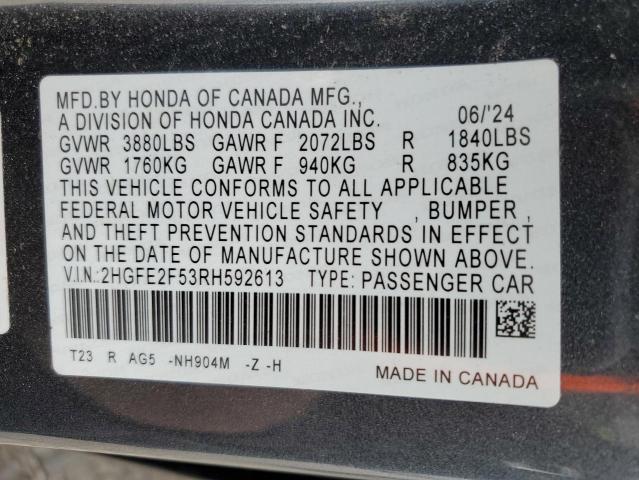 MFD.BY HONDA OF CANADA MFG.,
A DIVISION OF HONDA CANADA INC. 06/'24
GVWR 3880LBS GAWR F 2072LBS R 1840LBS
GVWR 1760KG GAWR F 940KG R 835KG
THIS VEHICLE CONFORMS TO ALL APPLICABLE
FEDERAL MOTOR VEHICLE SAFETY , BUMPER ,
AND THEFT PREVENTION STANDARDS IN EFFECT
ON THE DATE OF MANUFACTURE SHOWN ABOVE.
V.I.N.:2HGFE2F53RH592613 TYPE: PASSENGER CAR
T23 R AG5 -NH904M -Z -H
MADE IN CANADA